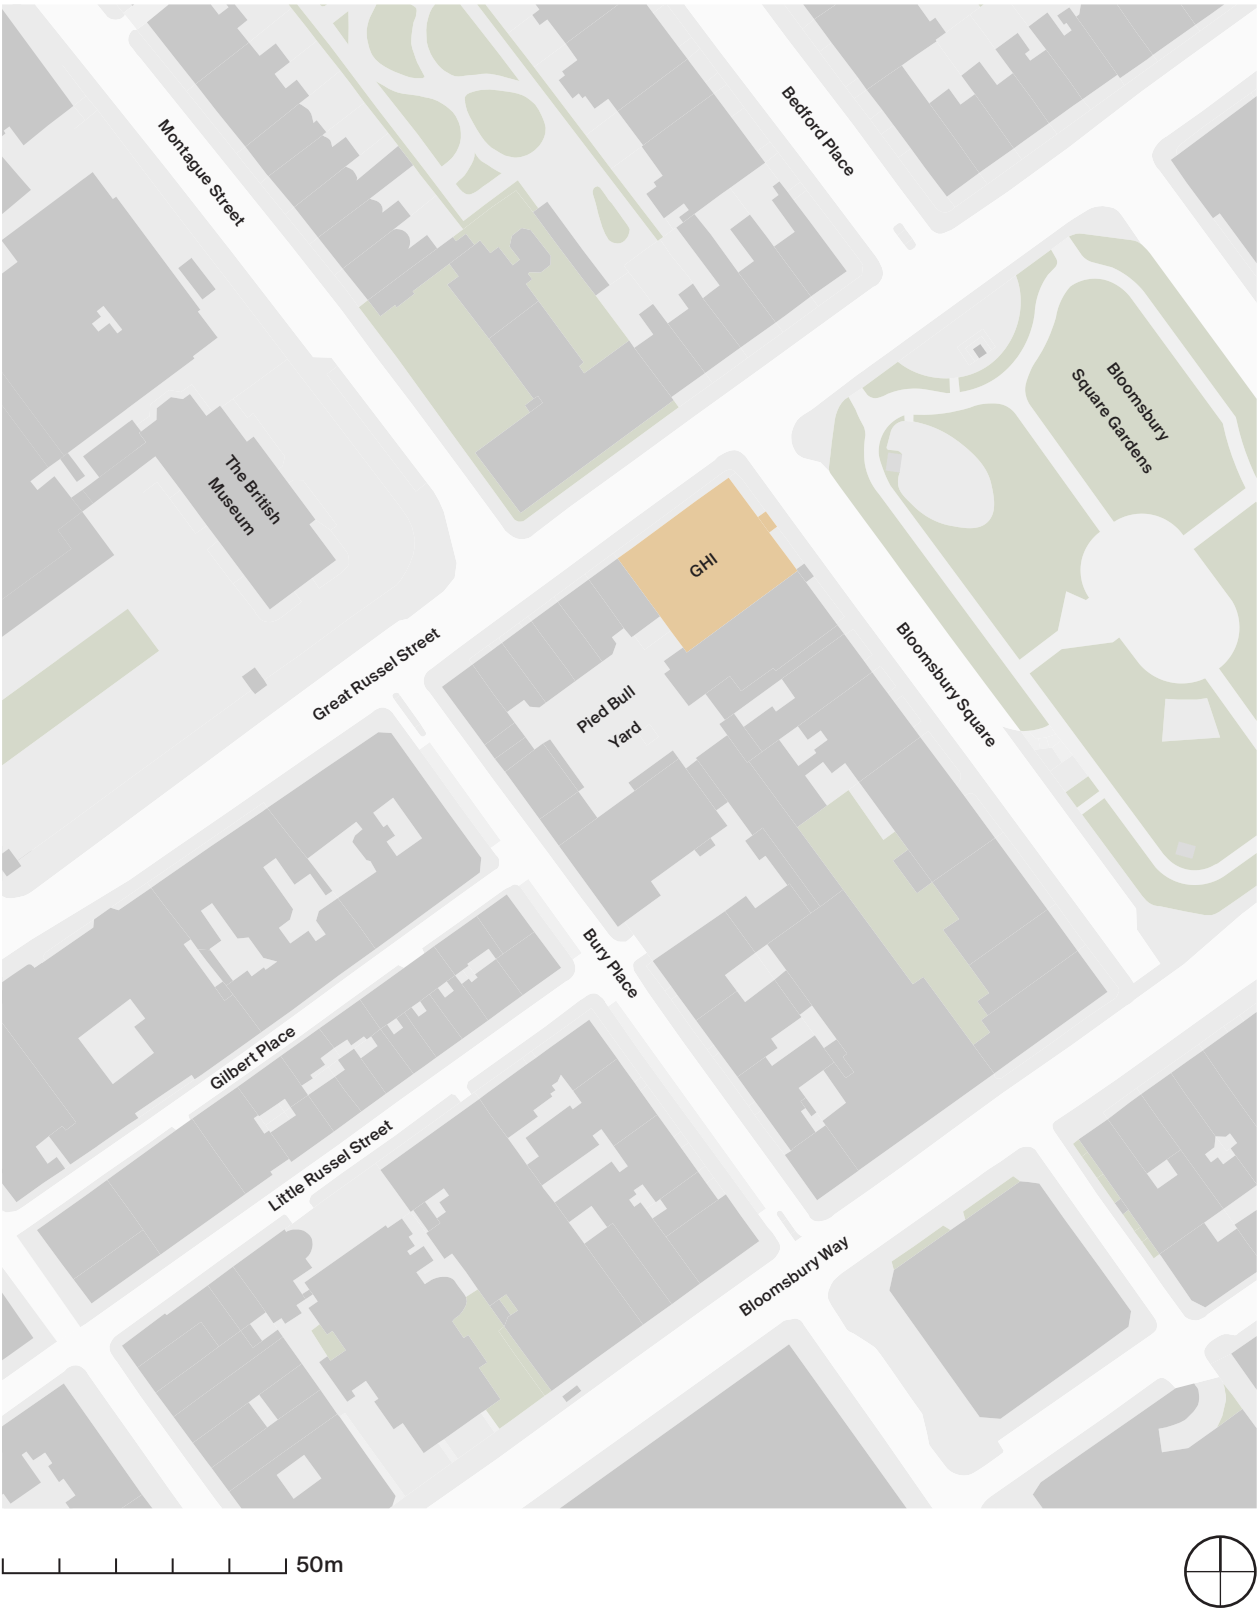 Bedford Place
Montague Street
Bloomsbury
Square Gardens
The British
Museum
GHI
Great Russel Street
Bloomsbury Square
Pied Bull
Yard
Bury Place
Gilbert Place
Little Russel Street
Bloomsbury Way
50m